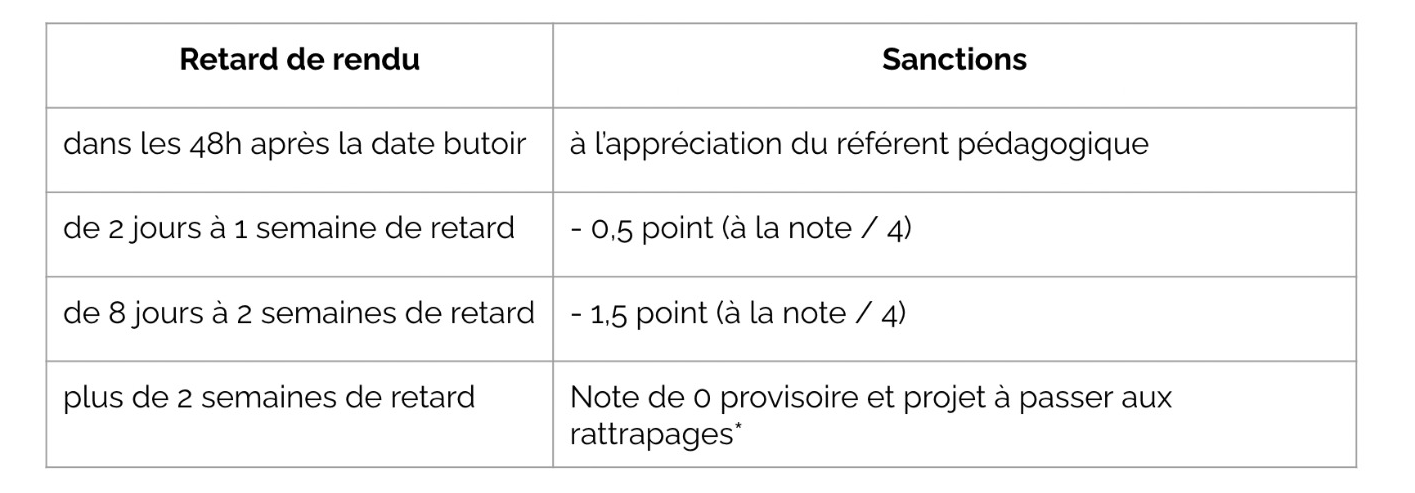 Retard de rendu
Sanctions
dans les 48h après la date butoir
à l'appréciation du référent pédagogique
de 2 jours à 1 semaine de retard
- 0,5 point (à la note / 4)
de 8 jours à 2 semaines de retard
- 1,5 point (à la note / 4)
plus de 2 semaines de retard
Note de 0 provisoire et projet à passer aux
rattrapages*